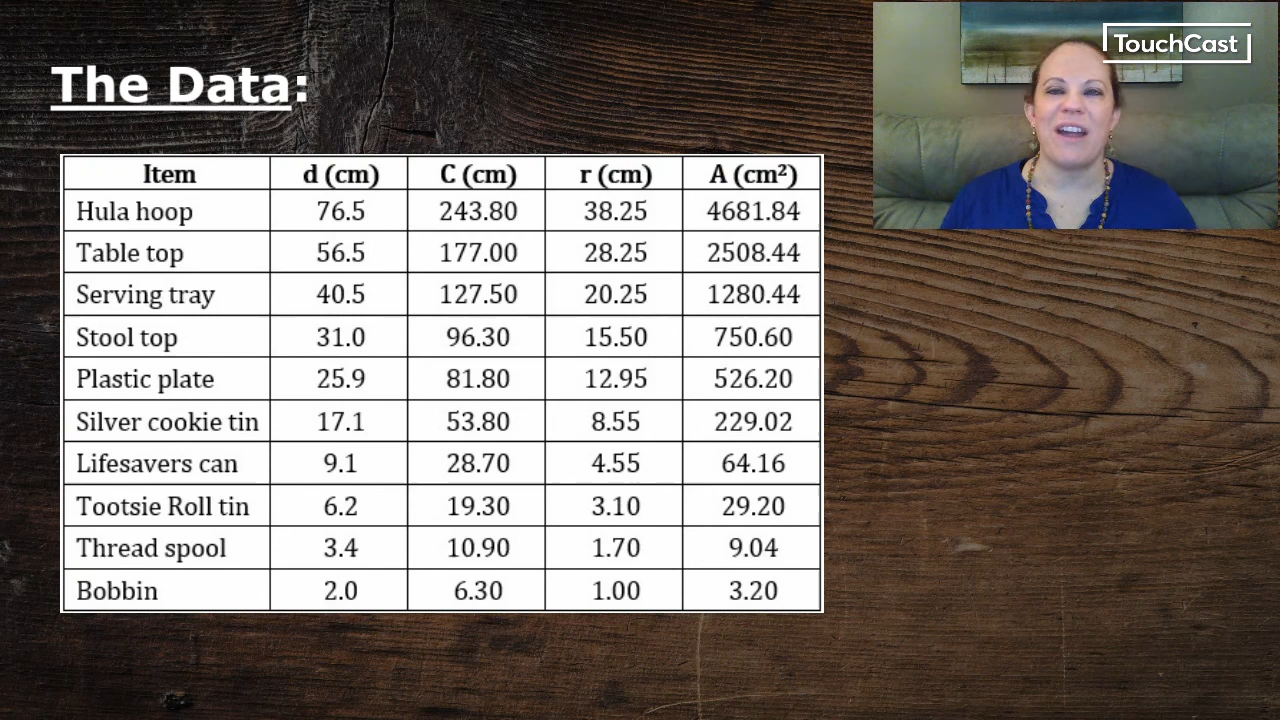 The Data:
TouchCast
Item d (cm) C (cm) r (cm) A (cm²)
Hula hoop 76.5 243.80 38.25 4681.84
Table top 56.5 177.00 28.25 2508.44
Serving tray 40.5 127.50 20.25 1280.44
Stool top 31.0 96.30 15.50 750.60
Plastic plate 25.9 81.80 12.95 526.20
Silver cookie tin 17.1 53.80 8.55 229.02
Lifesavers can 9.1 28.70 4.55 64.16
Tootsie Roll tin 6.2 19.30 3.10 29.20
Thread spool 3.4 10.90 1.70 9.04
Bobbin 2.0 6.30 1.00 3.20